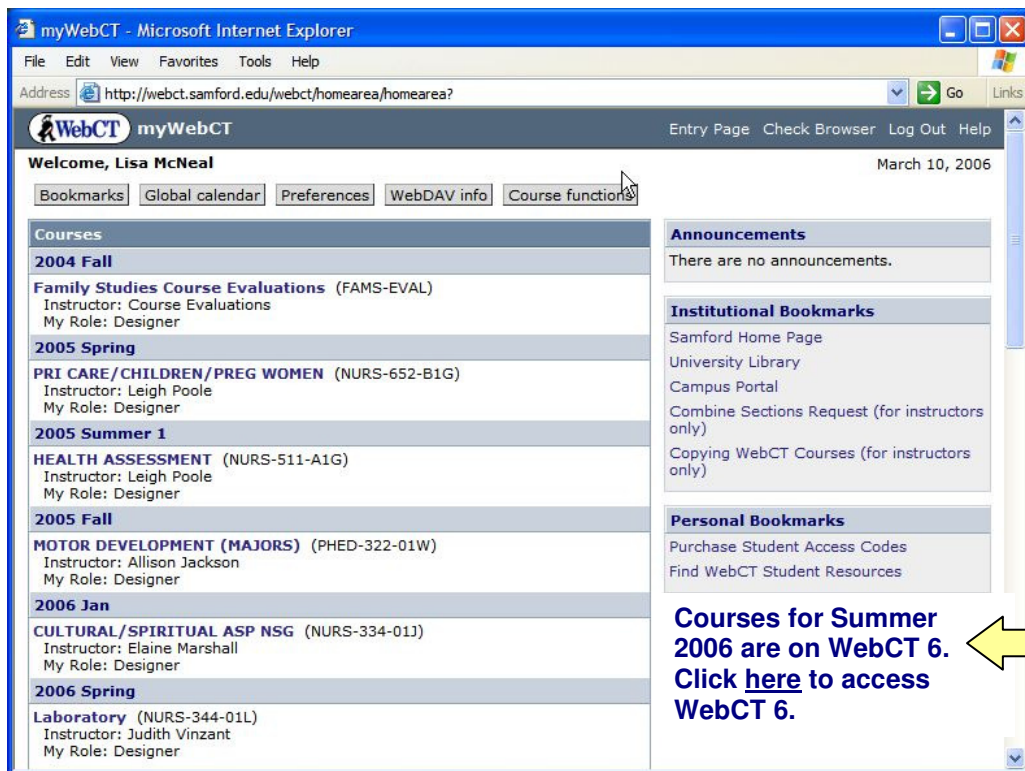 myWebCT - Microsoft Internet Explorer
File Edit View Favorites Tools Help
Address http://webct.samford.edu/webct/homearea/homearea? Go Links
WebCT myWebCT Entry Page Check Browser Log Out Help
Welcome, Lisa McNeal March 10, 2006
Bookmarks Global calendar Preferences WebDAV info Course functions
Courses
2004 Fall
Family Studies Course Evaluations (FAMS-EVAL)
Instructor: Course Evaluations
My Role: Designer
2005 Spring
PRI CARE/CHILDREN/PREG WOMEN (NURS-652-B1G)
Instructor: Leigh Poole
My Role: Designer
2005 Summer 1
HEALTH ASSESSMENT (NURS-511-A1G)
Instructor: Leigh Poole
My Role: Designer
2005 Fall
MOTOR DEVELOPMENT (MAJORS) (PHED-322-01W)
Instructor: Allison Jackson
My Role: Designer
2006 Jan
CULTURAL/SPIRITUAL ASP NSG (NURS-334-01J)
Instructor: Elaine Marshall
My Role: Designer
2006 Spring
Laboratory (NURS-344-01L)
Instructor: Judith Vinzant
My Role: Designer
Announcements
There are no announcements.
Institutional Bookmarks
Samford Home Page
University Library
Campus Portal
Combine Sections Request (for instructors
only)
Copying WebCT Courses (for instructors
only)
Personal Bookmarks
Purchase Student Access Codes
Find WebCT Student Resources
Courses for Summer
2006 are on WebCT 6.
Click here to access
WebCT 6.